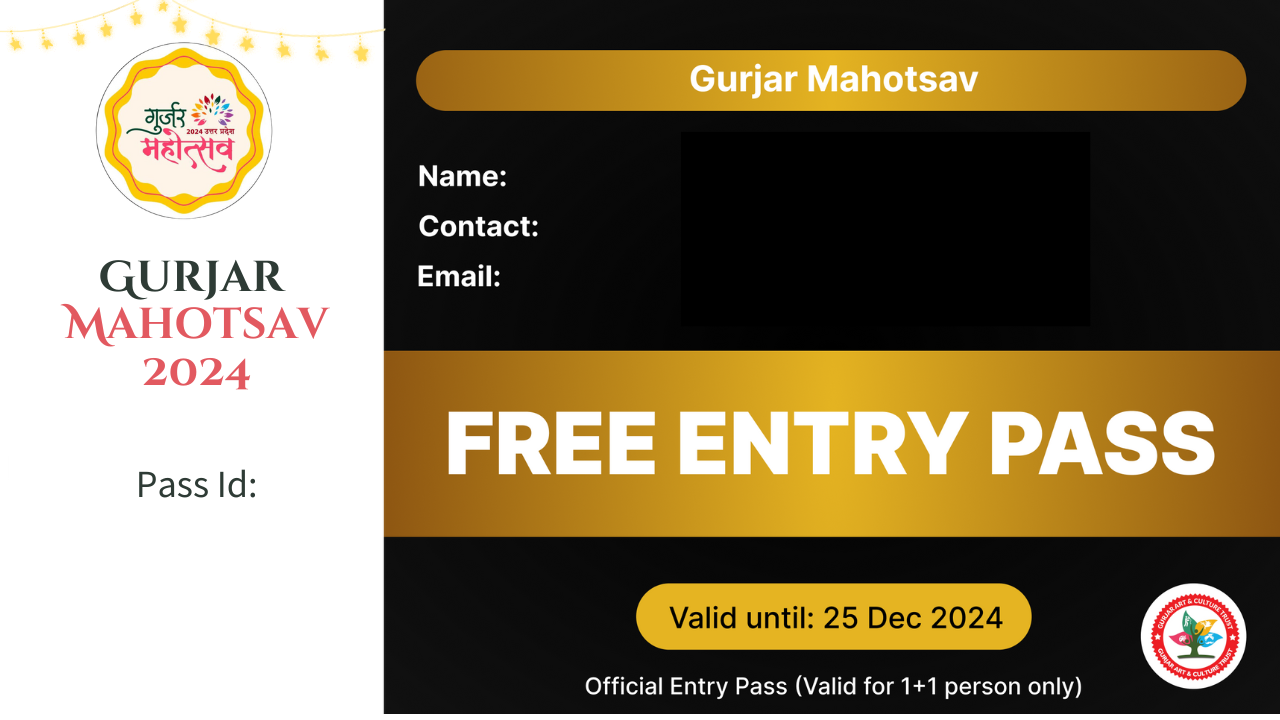 गुर्जर
2024 उत्तर प्रदेश
महोत्सव
GURJAR
MAHOTSAV
2024
Pass Id:
Gurjar Mahotsav
Name:
Contact:
Email:
FREE ENTRY PASS
Valid until: 25 Dec 2024
Official Entry Pass (Valid for 1+1 person only)
GURJAR ART & CULTURE TRUST
GURJAR ART & CULTURE TRUST